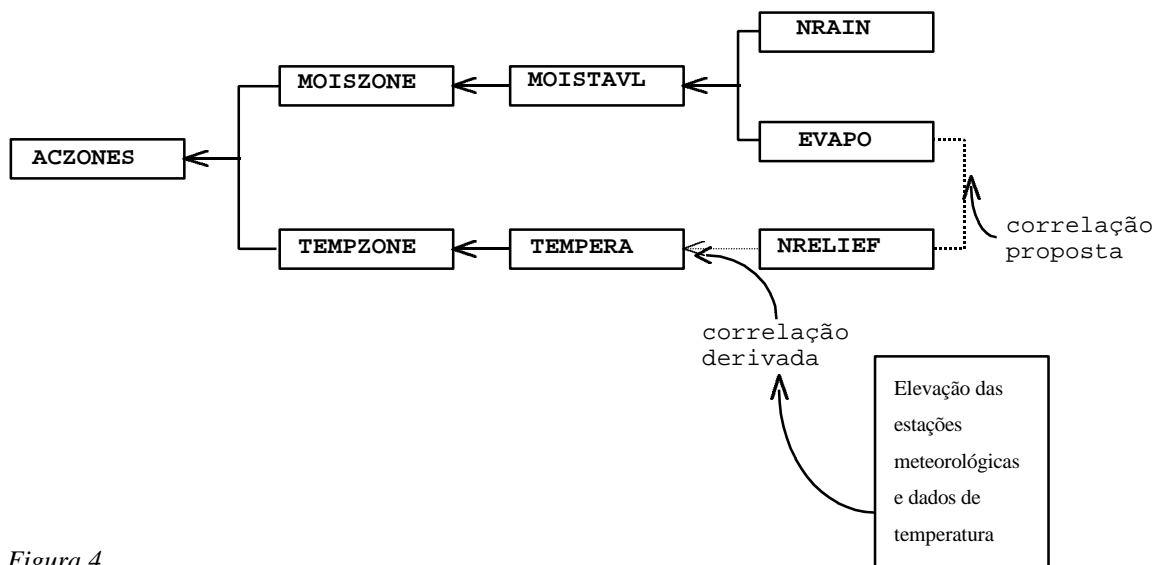 NRAIN
MOISZONE
MOISTAVL
EVAPO
ACZONES
TEMPZONE
TEMPERA
NRELIEF
correlação
proposta
correlação
derivada
Elevação das
estações
meteorológicas
e dados de
temperatura
Figura 4